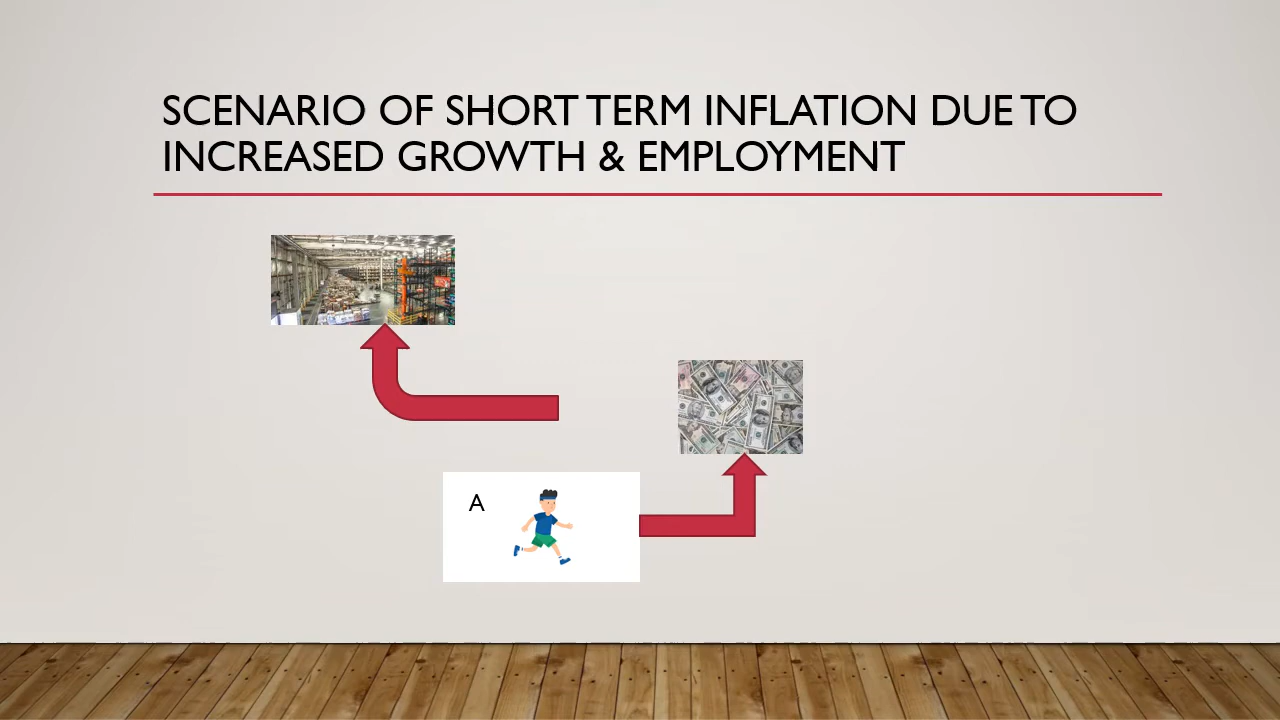 SCENARIO OF SHORT TERM INFLATION DUE TO
INCREASED GROWTH & EMPLOYMENT
A